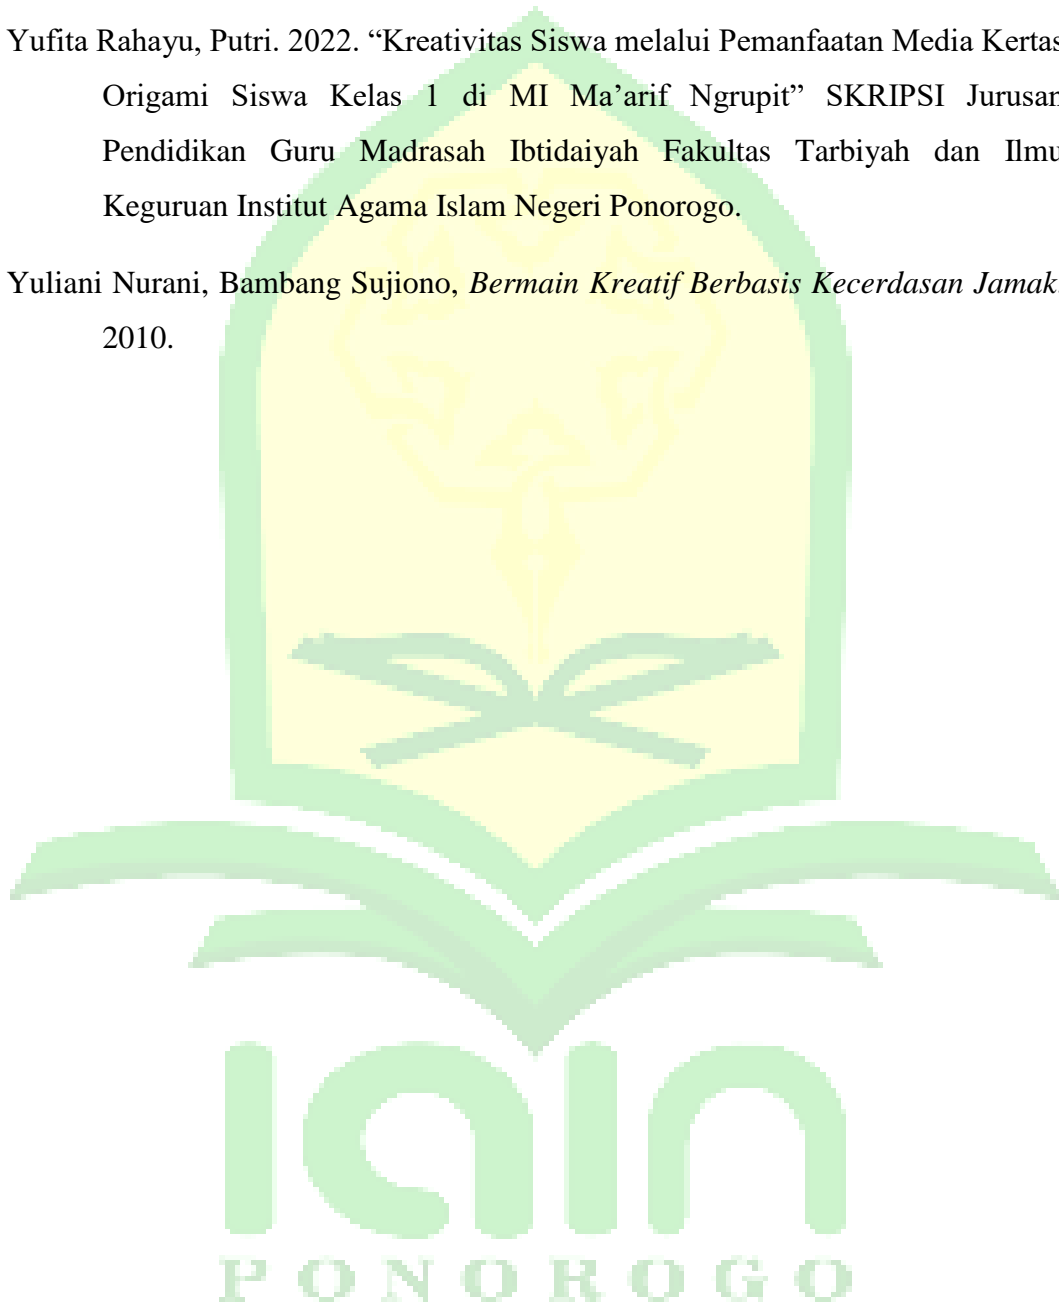 Yufita Rahayu, Putri. 2022. “Kreativitas Siswa melalui Pemanfaatan Media Kertas
Origami Siswa Kelas 1 di MI Ma’arif Ngrupit” SKRIPSI Jurusan
Pendidikan Guru Madrasah Ibtidaiyah Fakultas Tarbiyah dan Ilmu
Keguruan Institut Agama Islam Negeri Ponorogo.
Yuliani Nurani, Bambang Sujiono, Bermain Kreatif Berbasis Kecerdasan Jamak.
2010.
iain
PONOROGO